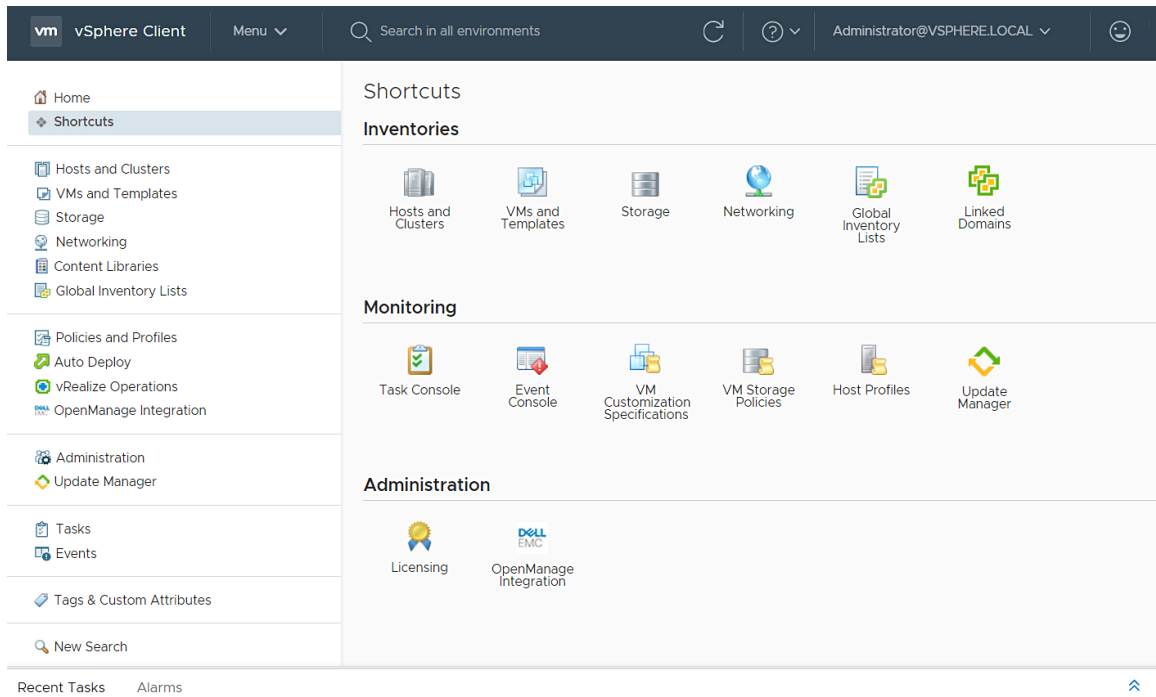 vm vSphere Client Menu Search in all environments ? Administrator@VSPHERE.LOCAL
Home
Shortcuts
Hosts and Clusters
VMs and Templates
Storage
Networking
Content Libraries
Global Inventory Lists
Policies and Profiles
Auto Deploy
vRealize Operations
DELL EMC OpenManage Integration
Administration
Update Manager
Tasks
Events
Tags & Custom Attributes
New Search
Shortcuts
Inventories
Hosts and
Clusters
VMs and
Templates
Storage
Networking
Global
Inventory
Lists
Linked
Domains
Monitoring
Task Console
Event
Console
VM
Customization
Specifications
VM Storage
Policies
Host Profiles
Update
Manager
Administration
Licensing
DELL
EMC
OpenManage
Integration
Recent Tasks Alarms